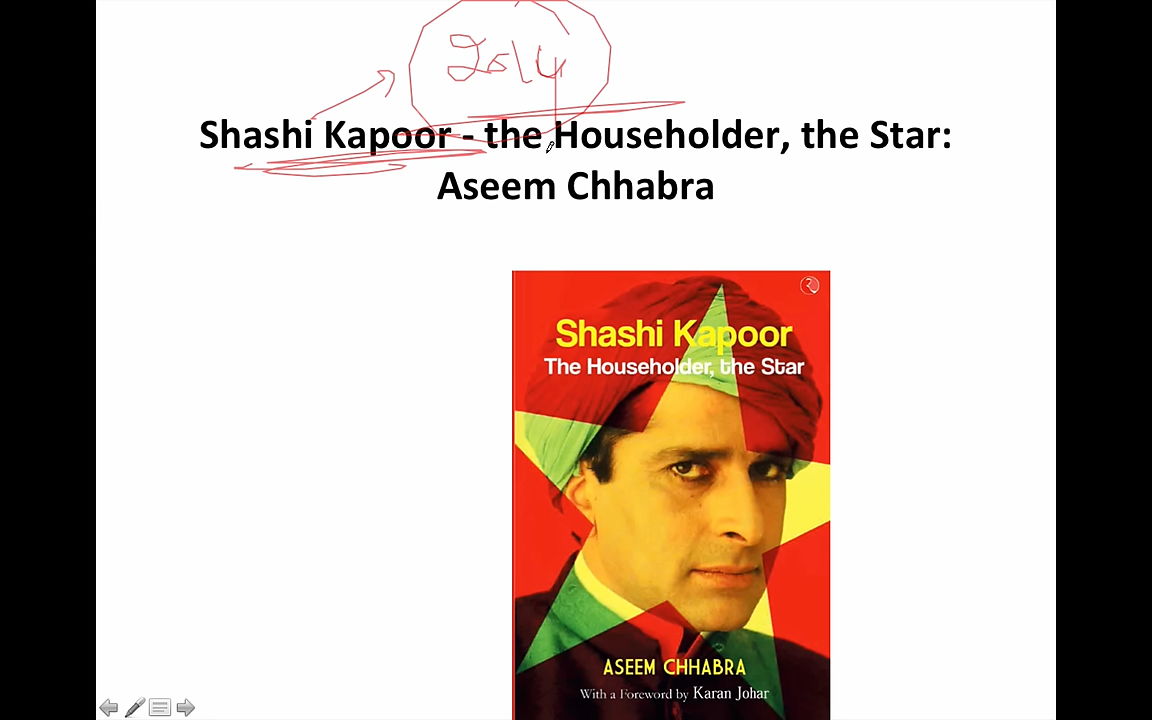 2014
Shashi Kapoor - the Householder, the Star:
Aseem Chhabra
Shashi Kapoor
The Householder, the Star
ASEEM CHHABRA
With a Foreword by Karan Johar